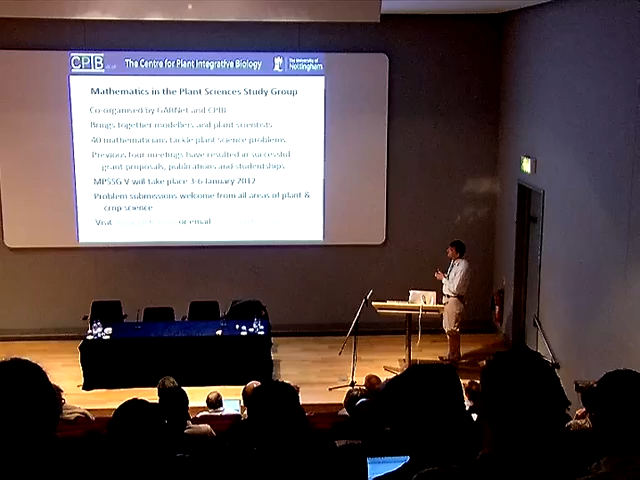 CPIB
The Centre for Plant Integrative Biology
The University of
Nottingham
Mathematics in the Plant Sciences Study Group
Co-organised by GARNet and CPIB
Brings together modellers and plant scientists
40 mathematicians tackle plant science problems
Previous four meetings have resulted in successful
grant proposals, publications and studentships
MPSSG V will take place 3-6 January 2012
Problem submissions welcome from all areas of plant &
crop science
Visit or email